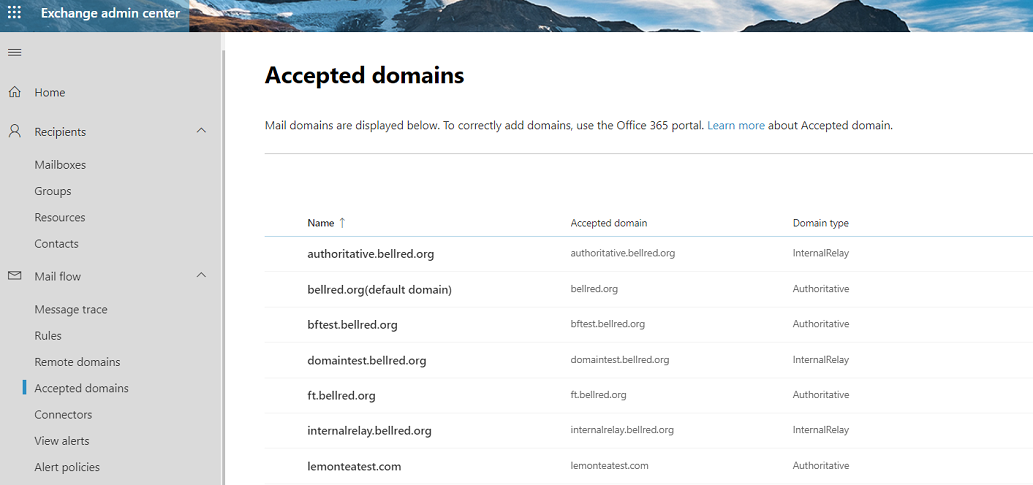 Exchange admin center
Home
Recipients
Mailboxes
Groups
Resources
Contacts
Mail flow
Message trace
Rules
Remote domains
Accepted domains
Connectors
View alerts
Alert policies
Accepted domains
Mail domains are displayed below. To correctly add domains, use the Office 365 portal. Learn more about Accepted domain.
Name ↑ Accepted domain Domain type
authoritative.bellred.org authoritative.bellred.org InternalRelay
bellred.org(default domain) bellred.org Authoritative
bftest.bellred.org bftest.bellred.org Authoritative
domaintest.bellred.org domaintest.bellred.org InternalRelay
ft.bellred.org ft.bellred.org Authoritative
internalrelay.bellred.org internalrelay.bellred.org InternalRelay
lemonteatest.com lemonteatest.com Authoritative